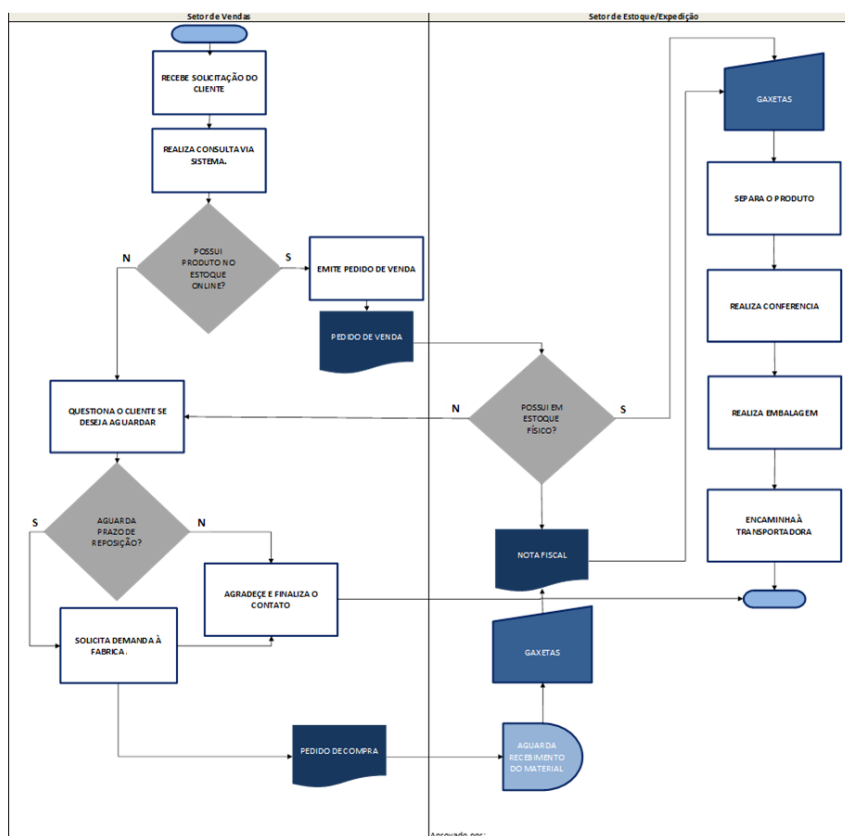 Setor de Vendas
Setor de Estoque/Expedição
RECEBE SOLICITAÇÃO DO
CLIENTE
REALIZA CONSULTA VIA
SISTEMA.
POSSUI
PRODUTO NO
ESTOQUE
ONLINE?
N
S
EMITE PEDIDO DE VENDA
PEDIDO DE VENDA
QUESTIONA O CLIENTE SE
DESEJA AGUARDAR
AGUARDA
PRAZO DE
REPOSIÇÃO?
S
N
AGRADEÇE E FINALIZA O
CONTATO
SOLICITA DEMANDA À
FABRICA.
PEDIDO DE COMPRA
POSSUI EM
ESTOQUE
FÍSICO?
N
S
NOTA FISCAL
GAXETAS
AGUARDA
RECEBIMENTO
DO MATERIAL
GAXETAS
SEPARA O PRODUTO
REALIZA CONFERENCIA
REALIZA EMBALAGEM
ENCAMINHA À
TRANSPORTADORA
Aprovado por: